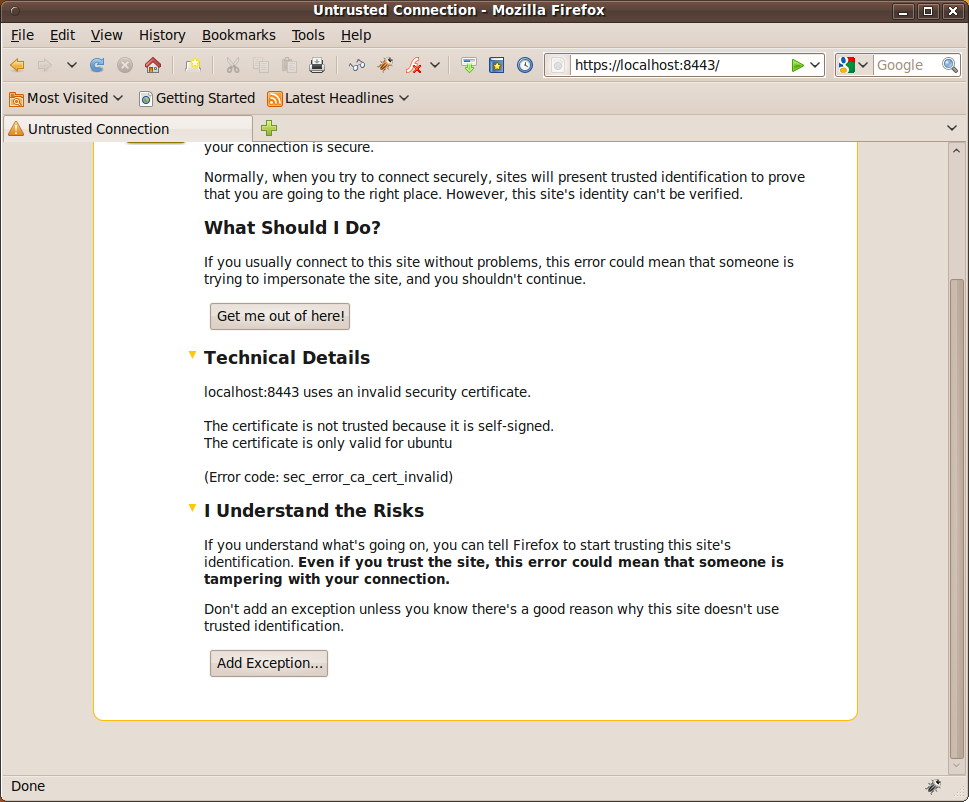 Untrusted Connection - Mozilla Firefox
File Edit View History Bookmarks Tools Help
https://localhost:8443/ Google
Most Visited Getting Started Latest Headlines
Untrusted Connection
your connection is secure.
Normally, when you try to connect securely, sites will present trusted identification to prove
that you are going to the right place. However, this site's identity can't be verified.
What Should I Do?
If you usually connect to this site without problems, this error could mean that someone is
trying to impersonate the site, and you shouldn't continue.
Get me out of here!
Technical Details
localhost:8443 uses an invalid security certificate.
The certificate is not trusted because it is self-signed.
The certificate is only valid for ubuntu
(Error code: sec_error_ca_cert_invalid)
I Understand the Risks
If you understand what's going on, you can tell Firefox to start trusting this site's
identification. Even if you trust the site, this error could mean that someone is
tampering with your connection.
Don't add an exception unless you know there's a good reason why this site doesn't use
trusted identification.
Add Exception...
Done